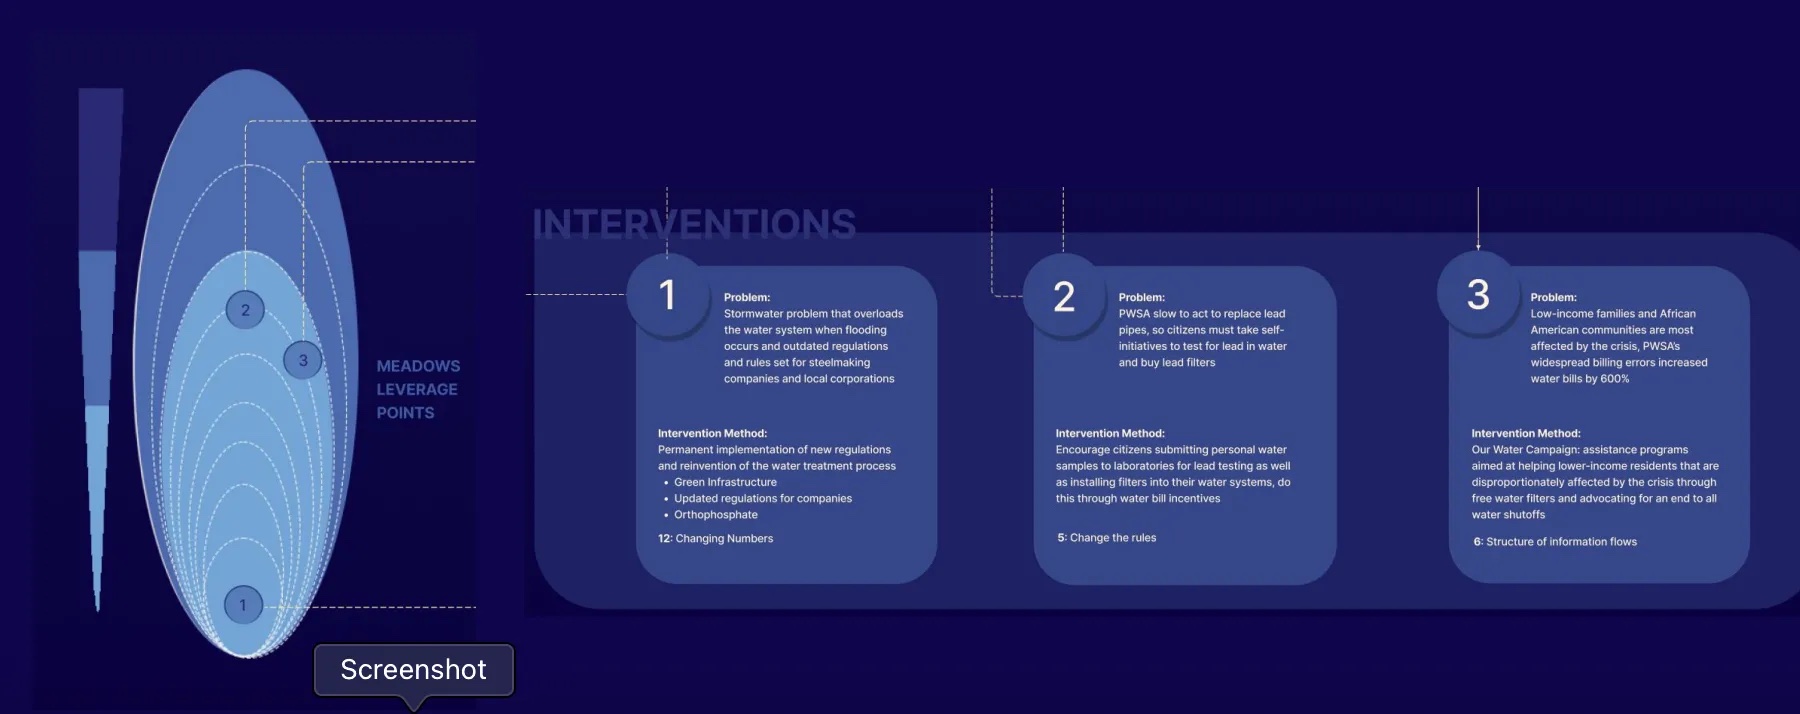 2
3
1
MEADOWS
LEVERAGE
POINTS
Screenshot
INTERVENTIONS
1
Problem:
Stormwater problem that overloads
the water system when flooding
occurs and outdated regulations
and rules set for steelmaking
companies and local corporations
Intervention Method:
Permanent implementation of new regulations
and reinvention of the water treatment process
• Green Infrastructure
• Updated regulations for companies
• Orthophosphate
12: Changing Numbers
2
Problem:
PWSA slow to act to replace lead
pipes, so citizens must take self-
initiatives to test for lead in water
and buy lead filters
Intervention Method:
Encourage citizens submitting personal water
samples to laboratories for lead testing as well
as installing filters into their water systems, do
this through water bill incentives
5: Change the rules
3
Problem:
Low-income families and African
American communities are most
affected by the crisis, PWSA's
widespread billing errors increased
water bills by 600%
Intervention Method:
Our Water Campaign: assistance programs
aimed at helping lower-income residents that are
disproportionately affected by the crisis through
free water filters and advocating for an end to all
water shutoffs
6: Structure of information flows